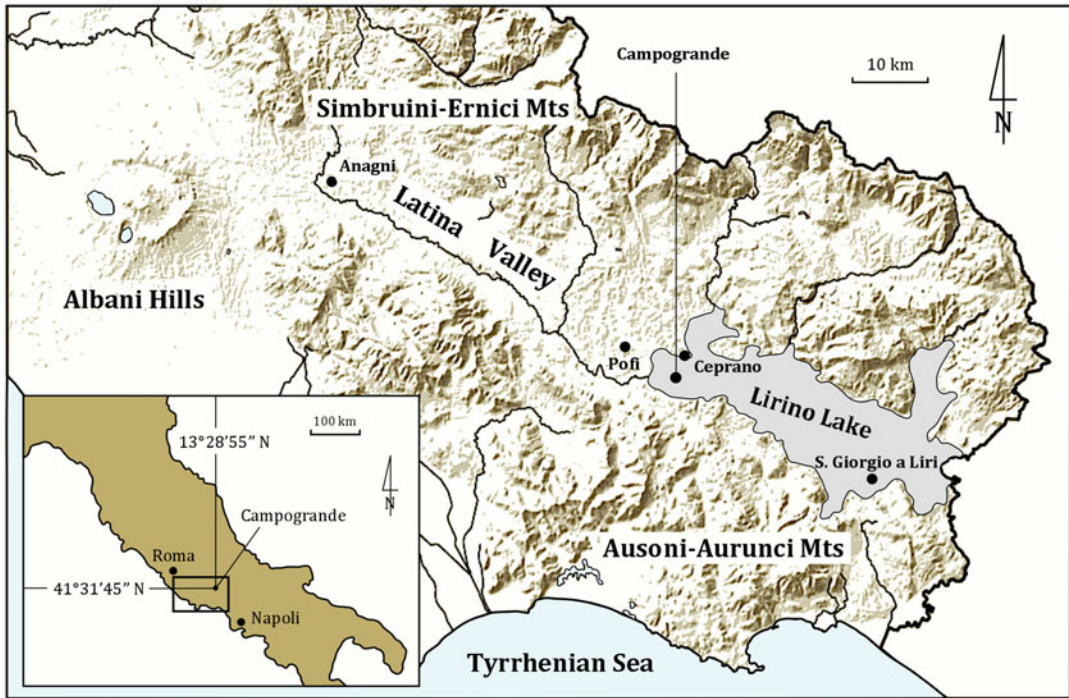 Campogrande
10 km
N
Simbruini-Ernici Mts
Anagni
Latina Valley
Albani Hills
Pofi
Ceprano
Lirino Lake
S. Giorgio a Liri
Ausoni-Aurunci Mts
Tyrrhenian Sea
100 km
13°28’55” N
N
Campogrande
Roma
41°31’45” N
Napoli